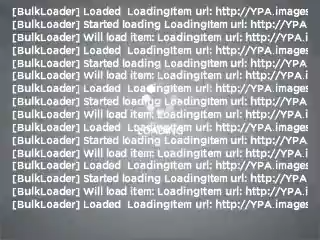 [BulkLoader] Loaded  LoadingItem url: http://YPA.images
[BulkLoader] Started loading LoadingItem url: http://YPA
[BulkLoader] Will load item: LoadingItem url: http://YPA.i
[BulkLoader] Loaded  LoadingItem url: http://YPA.images
[BulkLoader] Started loading LoadingItem url: http://YPA
[BulkLoader] Will load item: LoadingItem url: http://YPA.i
[BulkLoader] Loaded  LoadingItem url: http://YPA.images
[BulkLoader] Started loading LoadingItem url: http://YPA
[BulkLoader] Will load item: LoadingItem url: http://YPA.i
[BulkLoader] Loaded  LoadingItem url: http://YPA.images
LOADING
[BulkLoader] Started loading LoadingItem url: http://YPA
[BulkLoader] Will load item: LoadingItem url: http://YPA.i
[BulkLoader] Loaded  LoadingItem url: http://YPA.images
[BulkLoader] Started loading LoadingItem url: http://YPA
[BulkLoader] Will load item: LoadingItem url: http://YPA.i
[BulkLoader] Loaded  LoadingItem url: http://YPA.images